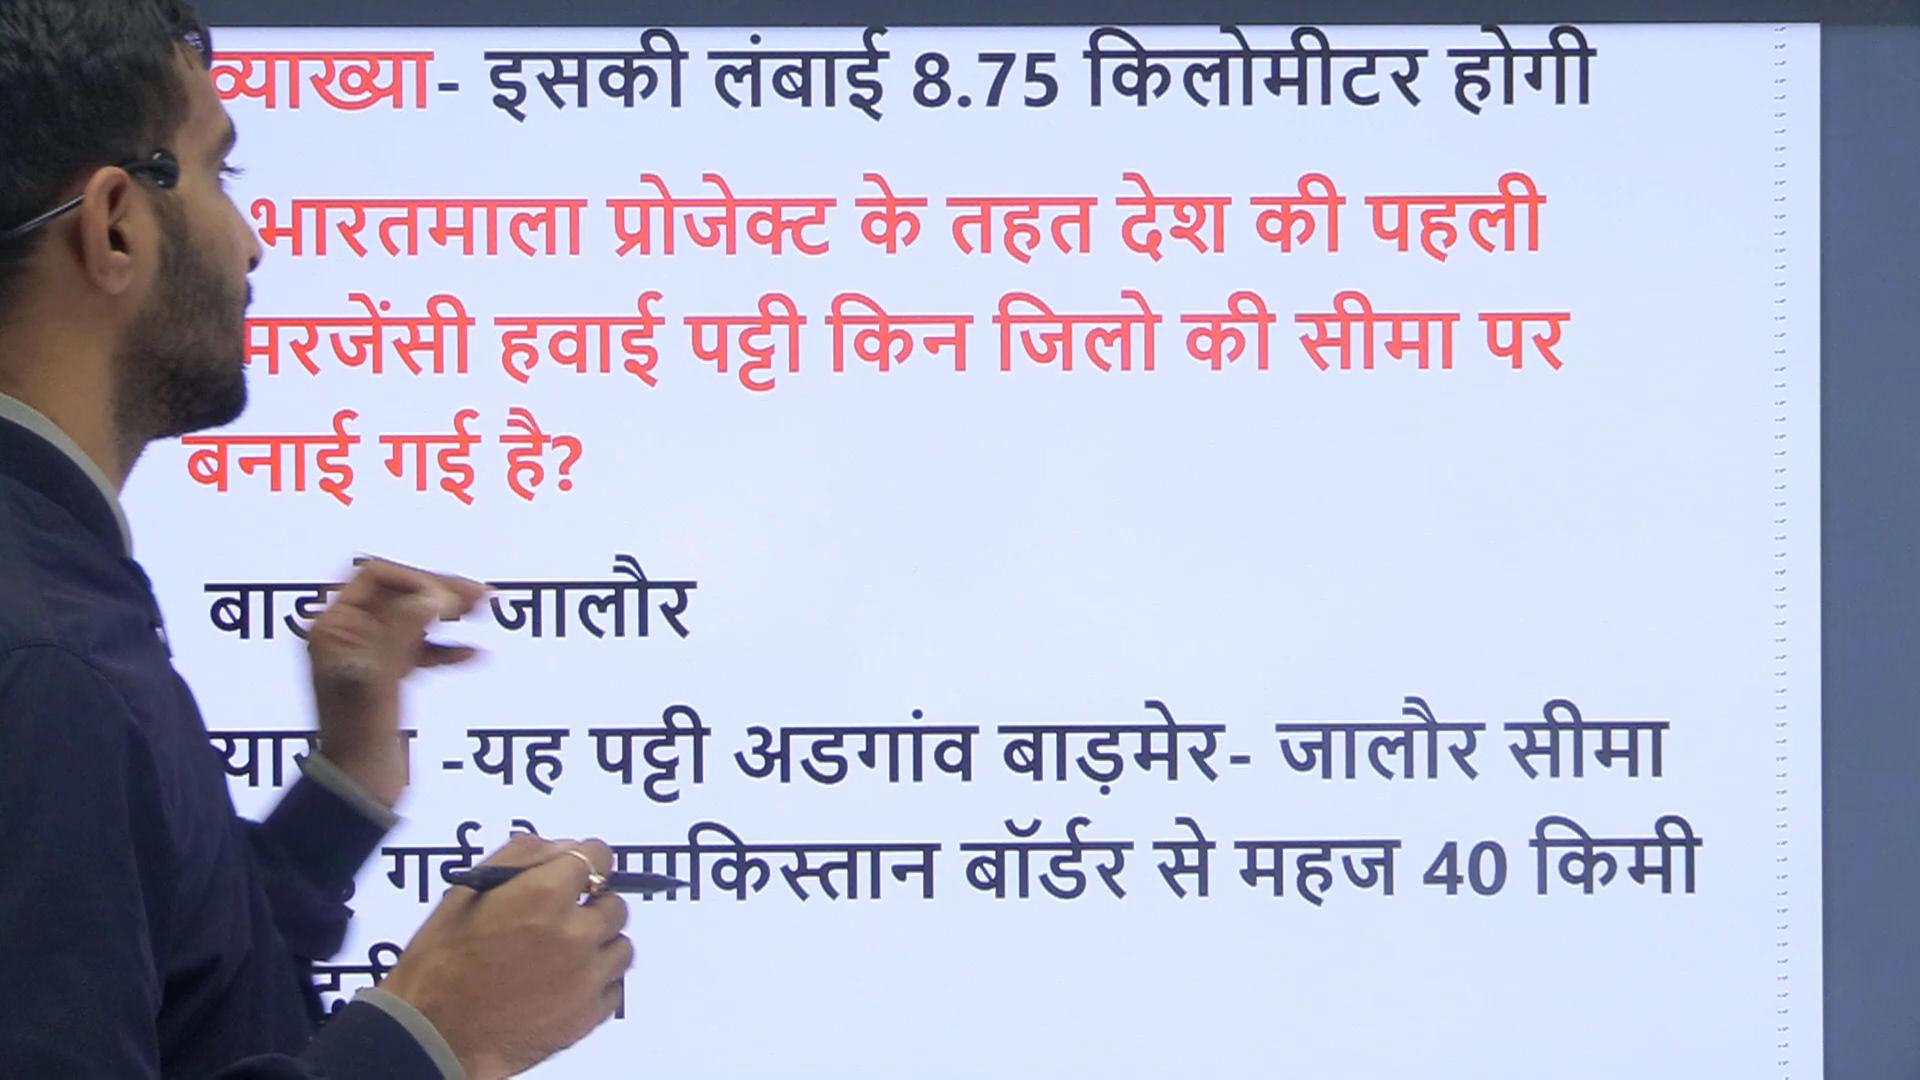 व्याख्या- इसकी लंबाई 8.75 किलोमीटर होगी
भारतमाला प्रोजेक्ट के तहत देश की पहली
हवाई पट्टी किन जिलो की सीमा पर
बनाई गई है?
जालौर
-यह पट्टी अडगांव बाड़मेर- जालौर सीमा
गई पाकिस्तान बॉर्डर से महज 40 किमी